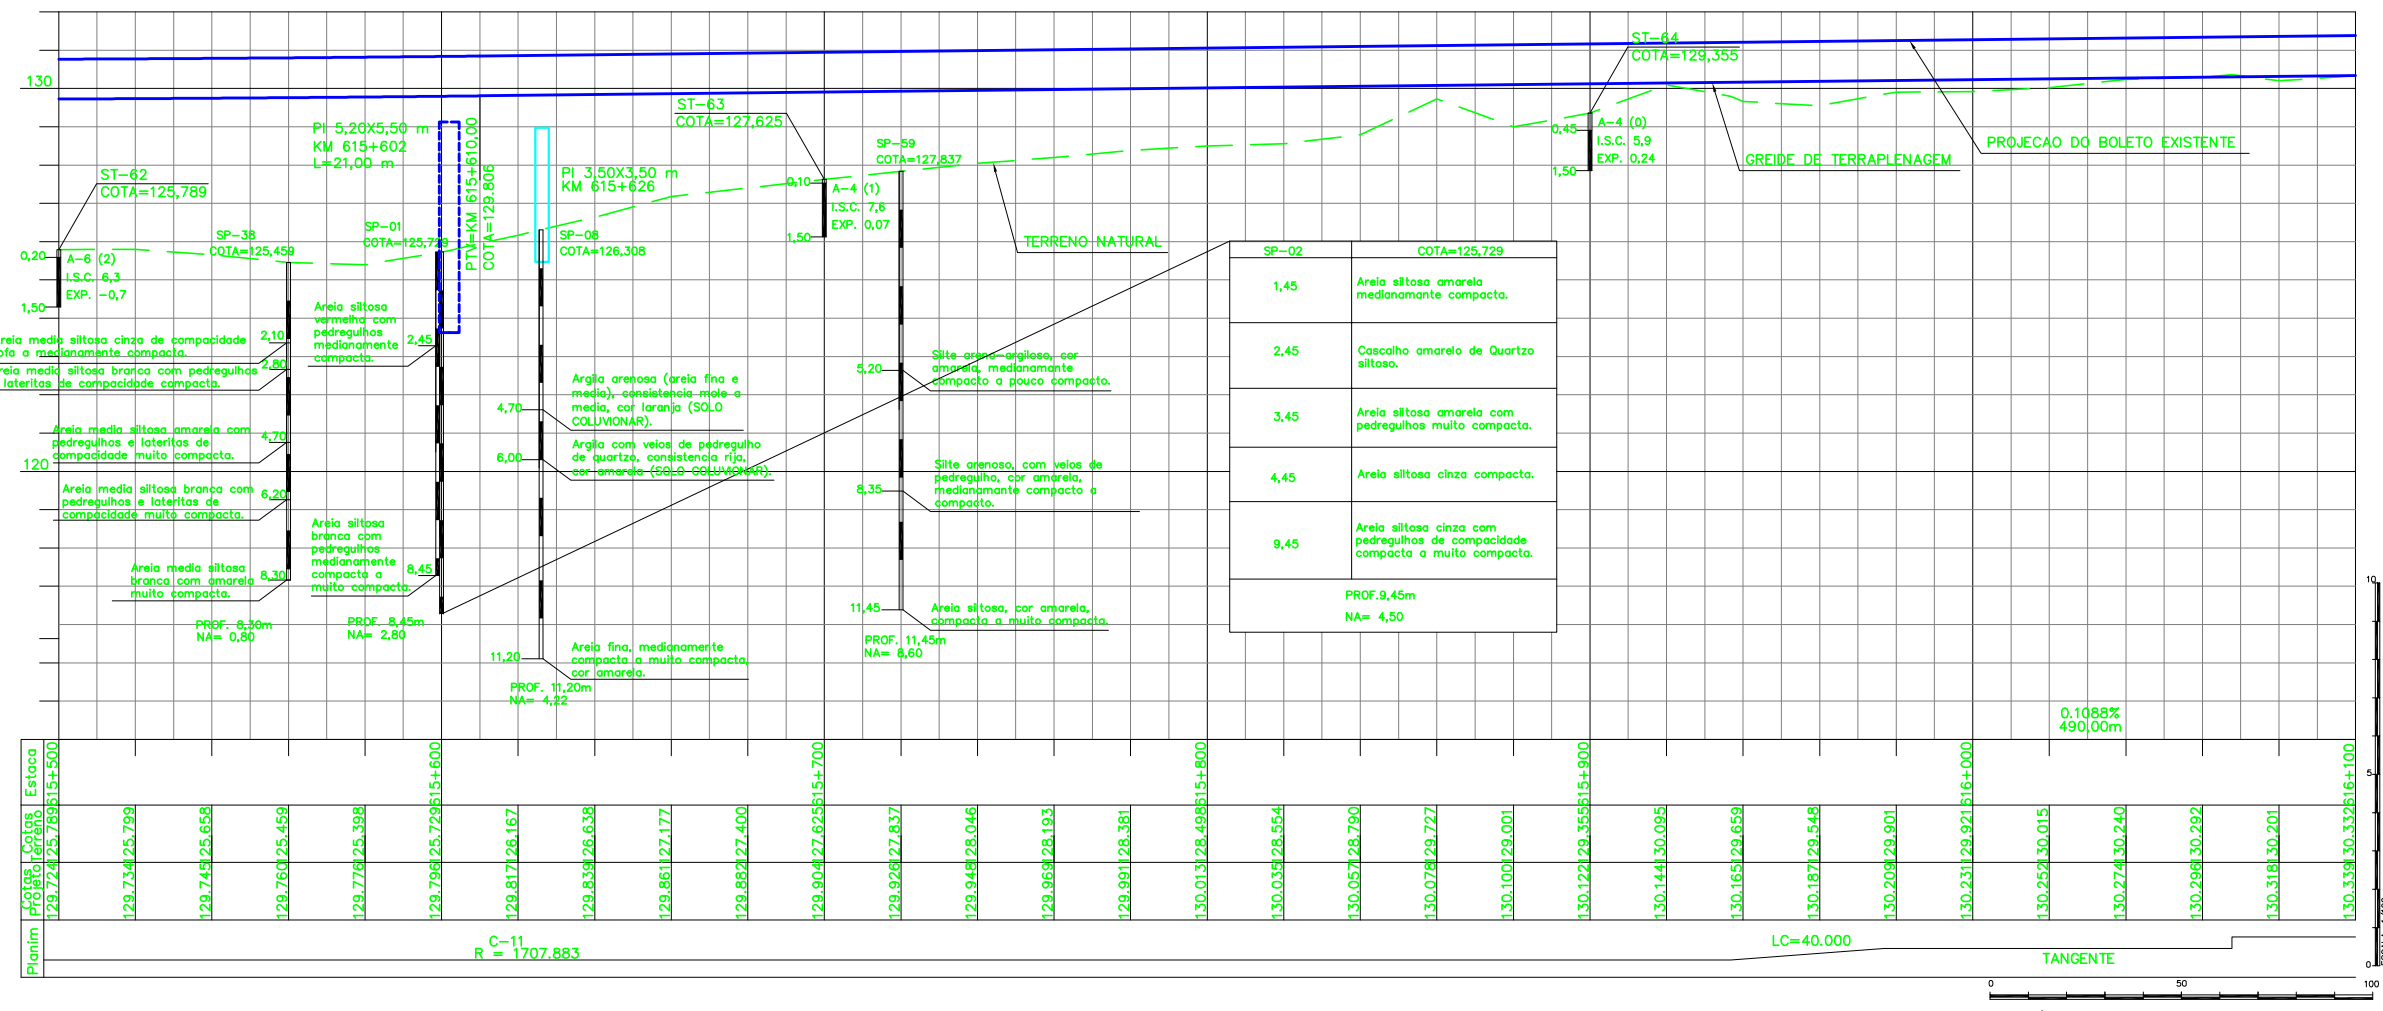 130
120
ST-62
COTA=125,789
0,20
A-6 (2)
I.S.C. 6,3
EXP. -0,7
1,50
SP-38
COTA=125,459
2,10
media siltosa cinza de compacidade
a medianamente compacta.
2,80
media siltosa branca com pedregulhos
lateritas de compacidade compacta.
4,70
Areia media siltosa amarela com
pedregulhos e lateritas de
compacidade muito compacta.
6,20
Areia media siltosa branca com
pedregulhos e lateritas de
compacidade muito compacta.
8,30
Areia media siltosa
branca com amarela
muito compacta.
PROF. 8,30m
NA= 0,80
PI 5,20X5,50 m
KM 615+602
L=21,00 m
SP-01
COTA=125,729
Areia siltosa
vermelha com
pedregulhos
medianamente
compacta.
2,45
Areia siltosa
branca com
pedregulhos
medianamente
compacta a
muito compacta.
8,45
PROF. 8,45m
NA= 2,80
PTV=KM 615+610,00
COTA=129.806
PI 3,50X3,50 m
KM 615+626
SP-08
COTA=126,308
4,70
Argila arenosa (areia fina e
media), consistencia mole a
media, cor laranja (SOLO
COLUVIONAR).
6,00
Argila com veios de pedregulho
de quartzo, consistencia rija,
cor amarela (SOLO COLUVIONAR).
11,20
Areia fina, medianamente
compacta a muito compacta,
cor amarela.
PROF. 11,20m
NA= 4,22
ST-63
COTA=127,625
0,10
A-4 (1)
I.S.C. 7,6
EXP. 0,07
1,50
SP-59
COTA=127,837
5,20
Silte areno-argiloso, cor
amarela, medianamante
compacto a pouco compacto.
8,35
Silte arenoso, com veios de
pedregulho, cor amarela,
medianamante compacto a
compacto.
11,45
Areia siltosa, cor amarela,
compacta a muito compacta.
PROF. 11,45m
NA= 8,60
TERRENO NATURAL
SP-02
COTA=125,729
1,45
Areia siltosa amarela
medianamante compacta.
2,45
Cascalho amarelo de Quartzo
siltoso.
3,45
Areia siltosa amarela com
pedregulhos muito compacta.
4,45
Areia siltosa cinza compacta.
9,45
Areia siltosa cinza com
pedregulhos de compacidade
compacta a muito compacta.
PROF.9,45m
NA= 4,50
ST-64
COTA=129,355
0,45
A-4 (0)
I.S.C. 5,9
EXP. 0,24
1,50
GREIDE DE TERRAPLENAGEM
PROJECAO DO BOLETO EXISTENTE
0.1088%
490,00m
Estaca
615+500
615+600
615+700
615+800
615+900
616+000
616+100
Cotas
Terreno
125.789
125.799
125.658
125.459
125.398
125.729
126.167
126.638
127.177
127.400
127.625
127.837
128.046
128.193
128.381
128.498
128.554
128.790
129.727
129.001
129.355
130.095
129.659
129.548
129.901
129.921
130.015
130.240
130.292
130.201
130.332
Cotas
Projeto
129.724
129.734
129.745
129.760
129.776
129.796
129.817
129.839
129.861
129.882
129.904
129.926
129.948
129.969
129.991
130.013
130.035
130.057
130.078
130.100
130.122
130.144
130.165
130.187
130.209
130.231
130.252
130.274
130.296
130.318
130.339
Planim
C-11
R = 1707.883
LC=40.000
TANGENTE
10
5
0
0
50
100